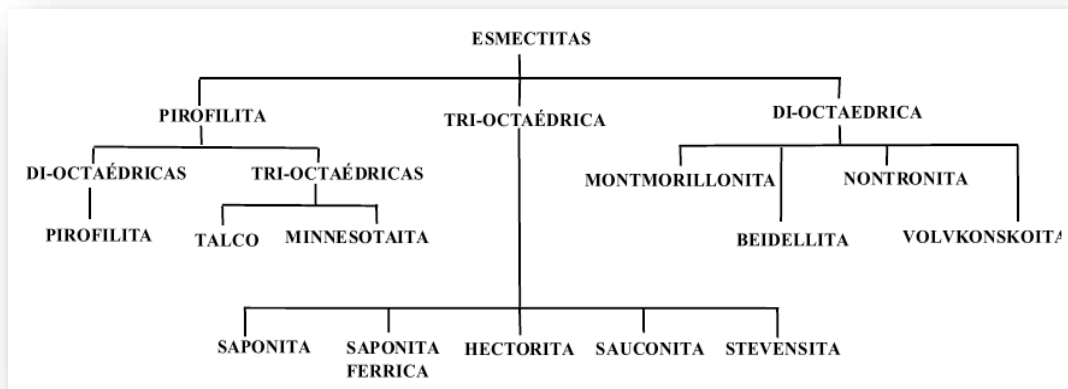 ESMECTITAS
PIROFILITA
TRI-OCTAÉDRICA
DI-OCTAEDRICA
DI-OCTAÉDRICAS
TRI-OCTAÉDRICAS
MONTMORILLONITA
NONTRONITA
PIROFILITA
TALCO
MINNESOTAITA
BEIDELLITA
VOLVKONSKOITA
SAPONITA
SAPONITA
FERRICA
HECTORITA
SAUCONITA
STEVENSITA